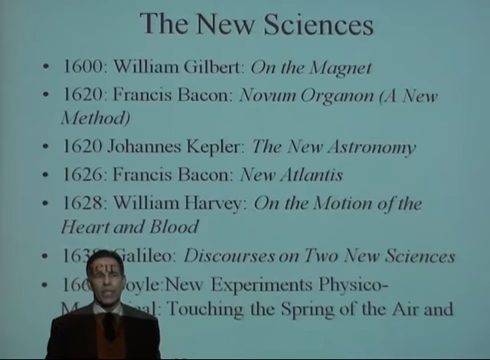 The New Sciences
• 1600: William Gilbert: On the Magnet
• 1620: Francis Bacon: Novum Organon (A New
Method)
• 1620 Johannes Kepler: The New Astronomy
• 1626: Francis Bacon: New Atlantis
• 1628: William Harvey: On the Motion of the
Heart and Blood
• Galileo: Discourses on Two New Sciences
• New Experiments Physico-
Touching the Spring of the Air and